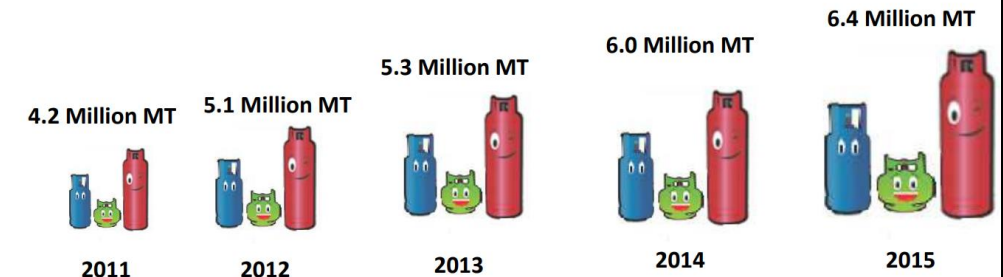 4.2 Million MT
5.1 Million MT
5.3 Million MT
6.0 Million MT
6.4 Million MT
2011
2012
2013
2014
2015